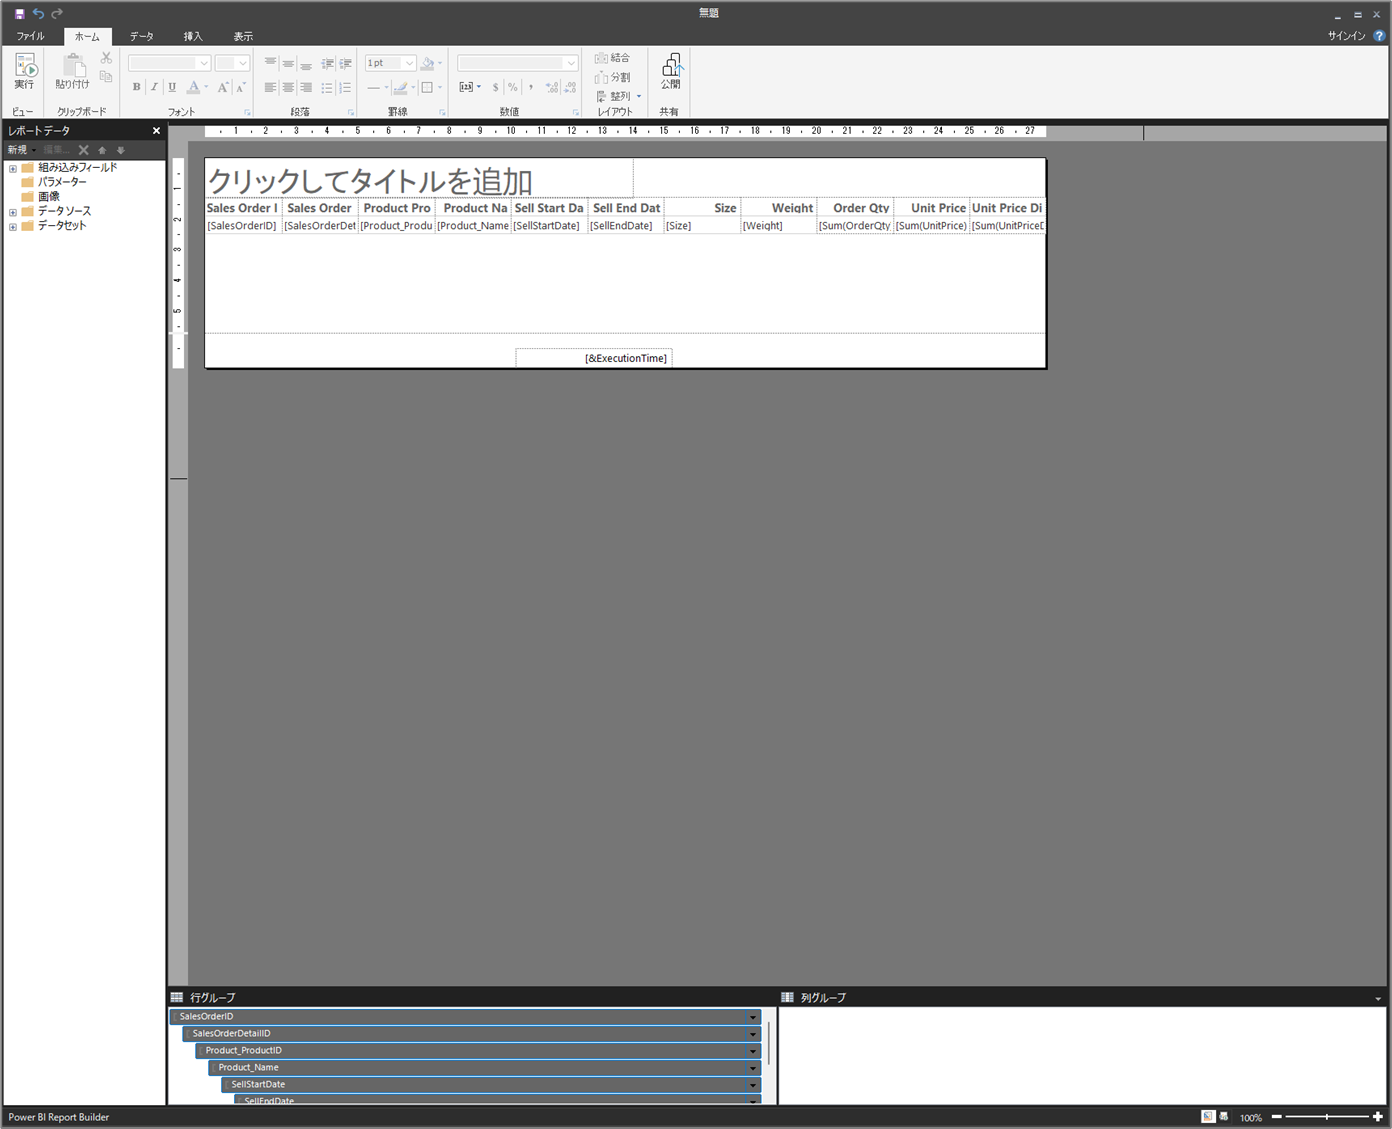 無題
ファイル ホーム データ 挿入 表示 サインイン
実行 貼り付け 1 pt 結合 分割 整列 公開
B I U A A A $ % ,
ビュー クリップボード フォント 段落 罫線 数値 レイアウト 共有
レポート データ
新規 編集...
組み込みフィールド
パラメーター
画像
データ ソース
データセット
1 2 3 4 5 6 7 8 9 10 11 12 13 14 15 16 17 18 19 20 21 22 23 24 25 26 27
1
2
3
4
5
クリックしてタイトルを追加
Sales Order I Sales Order Product Pro Product Na Sell Start Da Sell End Dat Size Weight Order Qty Unit Price Unit Price Di
[SalesOrderID] [SalesOrderDet [Product_Produ [Product_Name [SellStartDate] [SellEndDate] [Size] [Weight] [Sum(OrderQty [Sum(UnitPrice) [Sum(UnitPriceD
[&ExecutionTime]
行グループ
SalesOrderID
SalesOrderDetailID
Product_ProductID
Product_Name
SellStartDate
SellEndDate
列グループ
Power BI Report Builder
100%